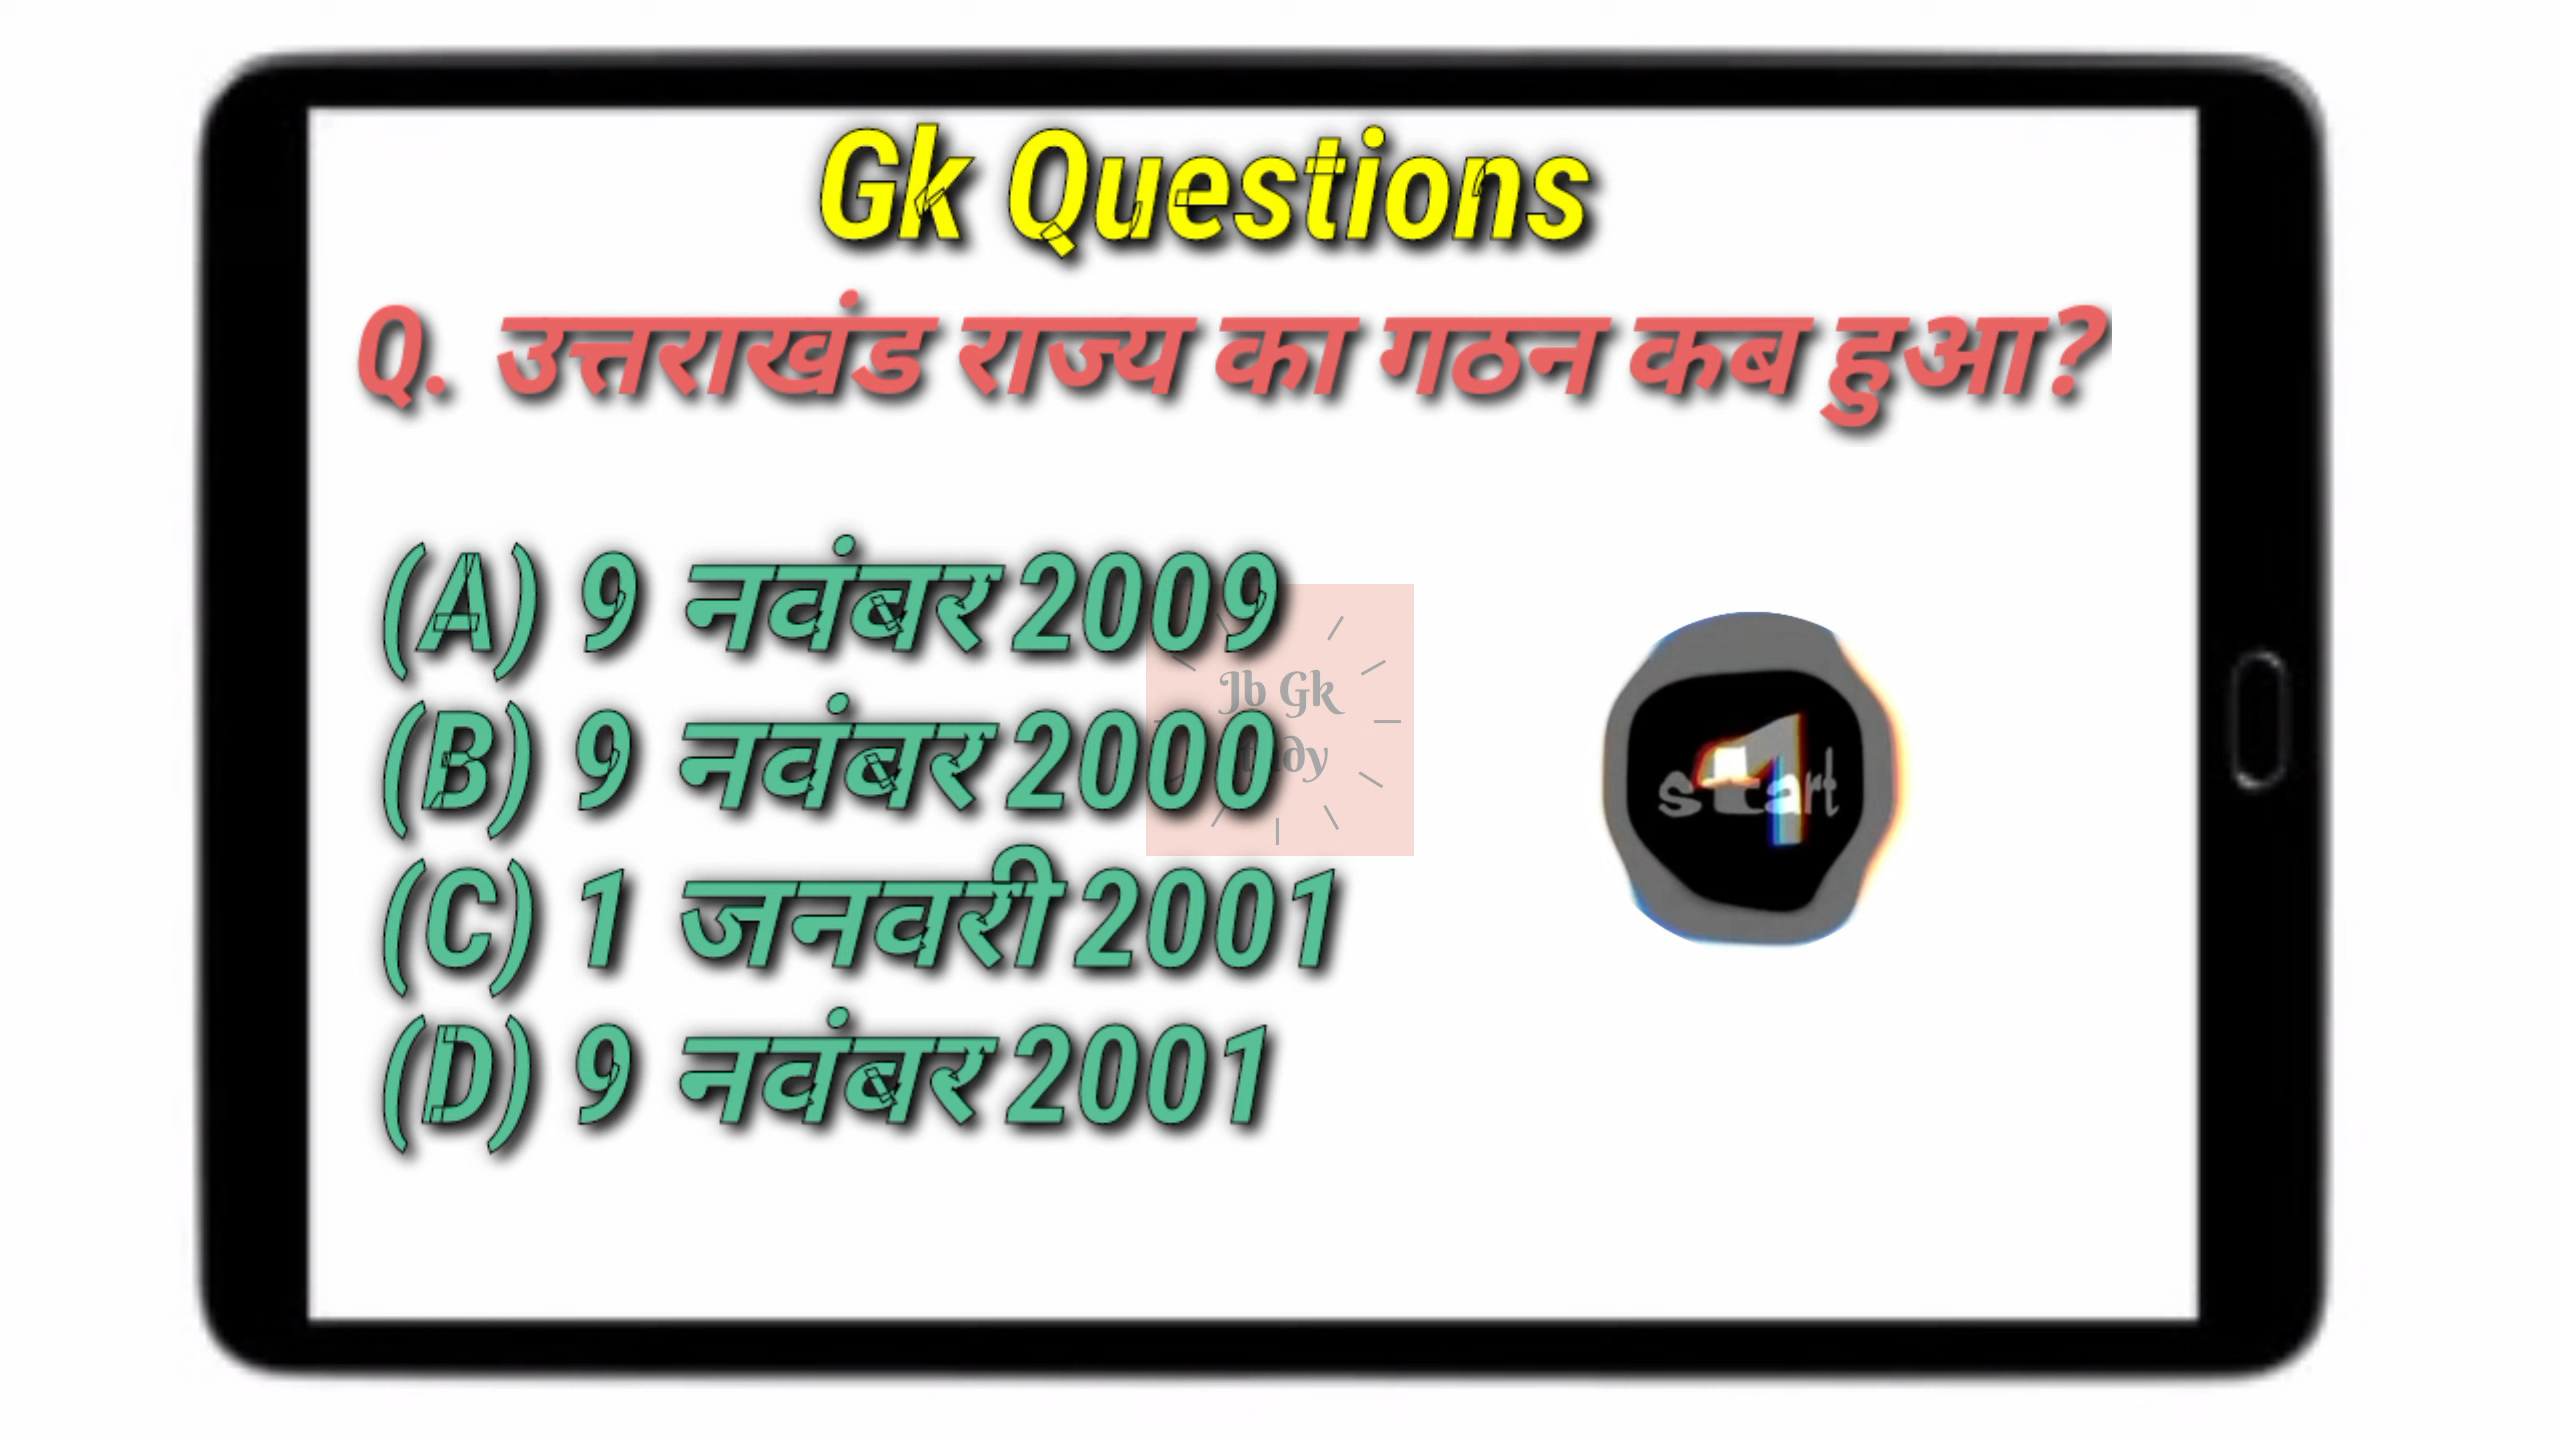 Gk Questions
Q. उत्तराखंड राज्य का गठन कब हुआ?
(A) 9 नवंबर 2009
(B) 9 नवंबर 2000
(C) 1 जनवरी 2001
(D) 9 नवंबर 2001
Jb Gk
1
start